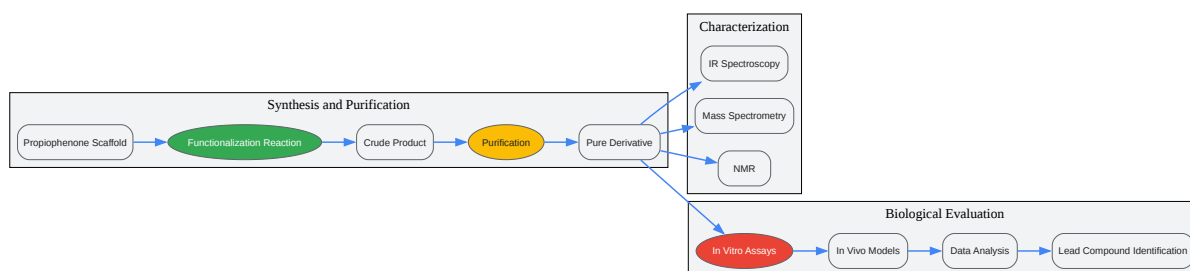 Synthesis and Purification
Propiophenone Scaffold
Functionalization Reaction
Crude Product
Purification
Pure Derivative
Characterization
IR Spectroscopy
Mass Spectrometry
NMR
Biological Evaluation
In Vitro Assays
In Vivo Models
Data Analysis
Lead Compound Identification